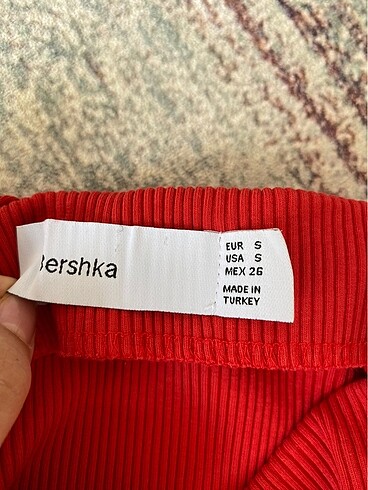 Bershka
EUR S
USA S
MEX 26
MADE IN
TURKEY